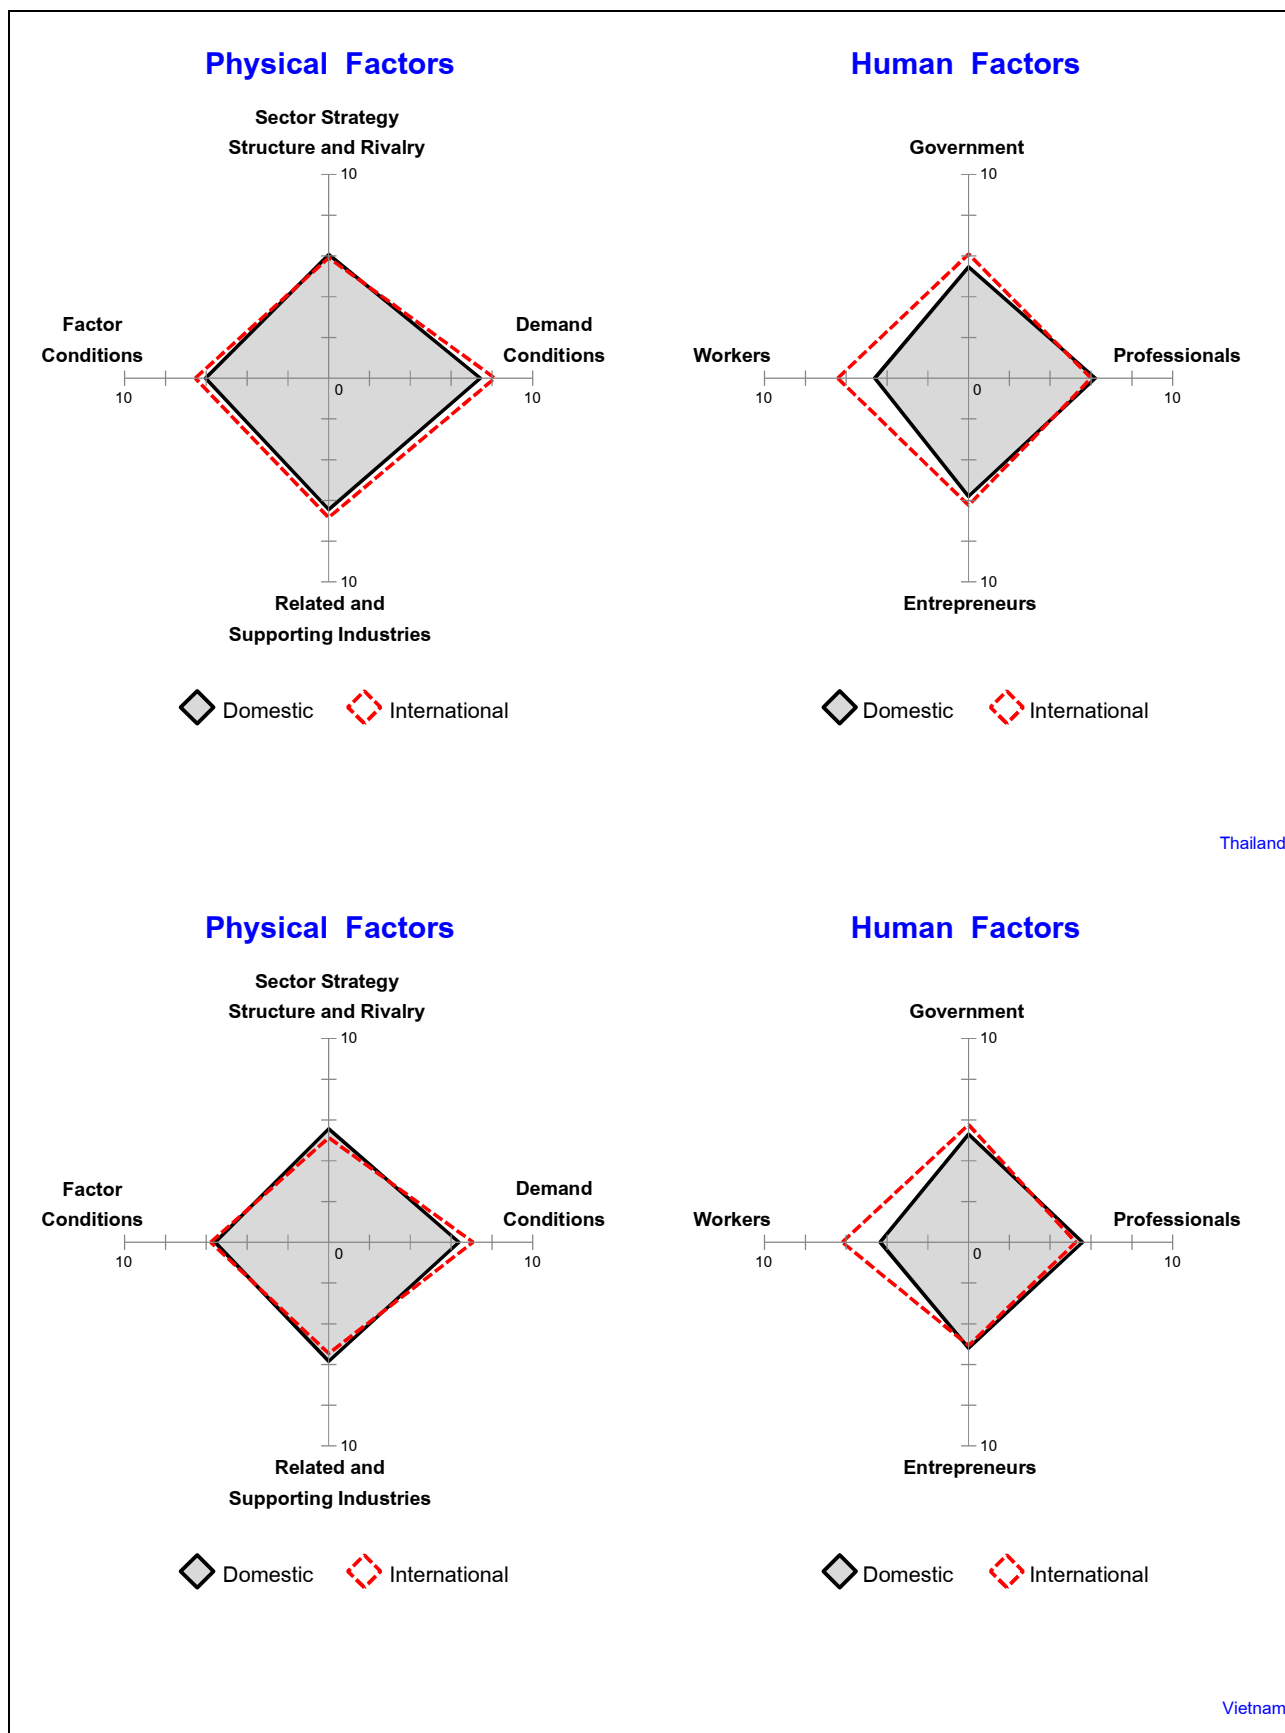 Physical Factors
Sector Strategy
Structure and Rivalry
10
Factor
Conditions
Demand
Conditions
10
0
10
10
Related and
Supporting Industries
Domestic
International
Human Factors
Government
10
Workers
Professionals
10
0
10
10
Entrepreneurs
Domestic
International
Thailand
Physical Factors
Sector Strategy
Structure and Rivalry
10
Factor
Conditions
Demand
Conditions
10
0
10
10
Related and
Supporting Industries
Domestic
International
Human Factors
Government
10
Workers
Professionals
10
0
10
10
Entrepreneurs
Domestic
International
Vietnam